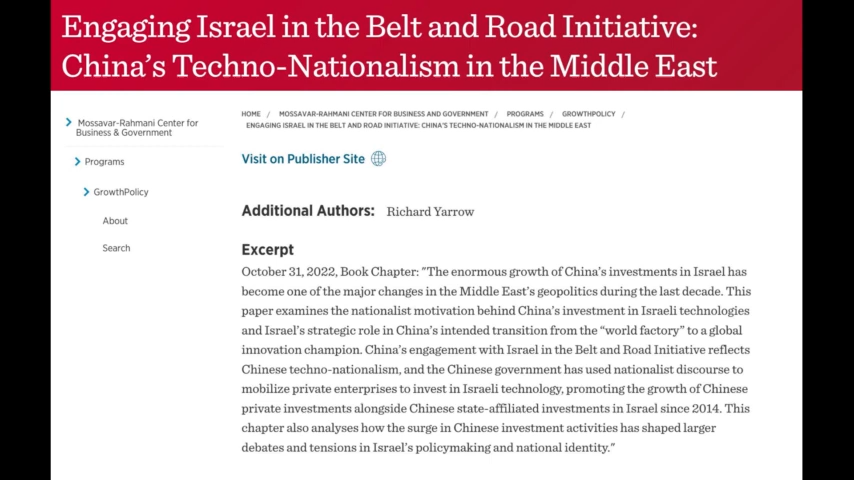 Engaging Israel in the Belt and Road Initiative:
China's Techno-Nationalism in the Middle East
Mossavar-Rahmani Center for
Business & Government
Programs
GrowthPolicy
About
Search
HOME / MOSSAVAR-RAHMANI CENTER FOR BUSINESS AND GOVERNMENT / PROGRAMS / GROWTHPOLICY /
ENGAGING ISRAEL IN THE BELT AND ROAD INITIATIVE: CHINA'S TECHNO-NATIONALISM IN THE MIDDLE EAST
Visit on Publisher Site
Additional Authors: Richard Yarrow
Excerpt
October 31, 2022, Book Chapter: "The enormous growth of China's investments in Israel has
become one of the major changes in the Middle East's geopolitics during the last decade. This
paper examines the nationalist motivation behind China's investment in Israeli technologies
and Israel's strategic role in China's intended transition from the “world factory” to a global
innovation champion. China's engagement with Israel in the Belt and Road Initiative reflects
Chinese techno-nationalism, and the Chinese government has used nationalist discourse to
mobilize private enterprises to invest in Israeli technology, promoting the growth of Chinese
private investments alongside Chinese state-affiliated investments in Israel since 2014. This
chapter also analyses how the surge in Chinese investment activities has shaped larger
debates and tensions in Israel's policymaking and national identity."